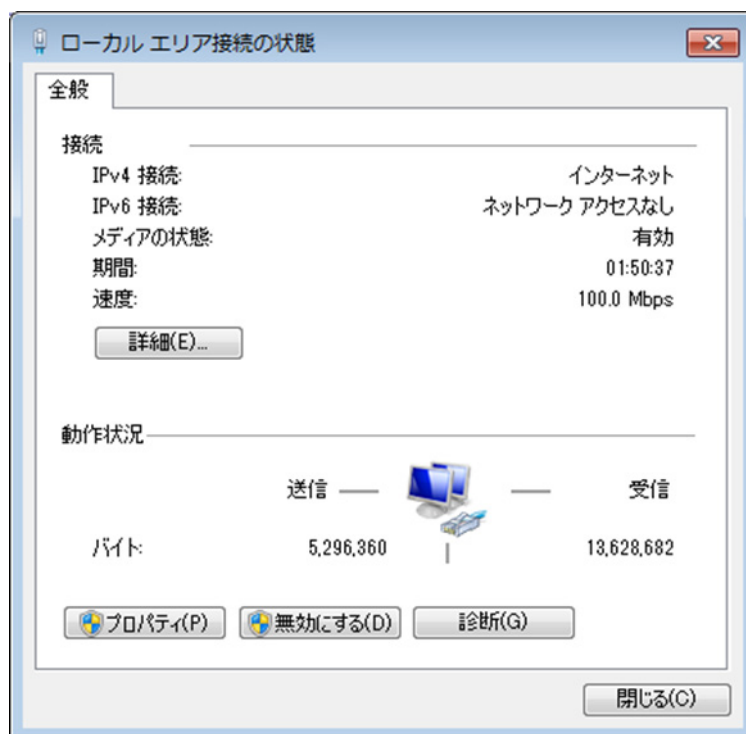 ローカル エリア接続の状態
全般
接続
IPv4 接続: インターネット
IPv6 接続: ネットワーク アクセスなし
メディアの状態: 有効
期間: 01:50:37
速度: 100.0 Mbps
詳細(E)...
動作状況
送信 受信
バイト: 5,296,360 13,628,682
プロパティ(P) 無効にする(D) 診断(G)
閉じる(C)